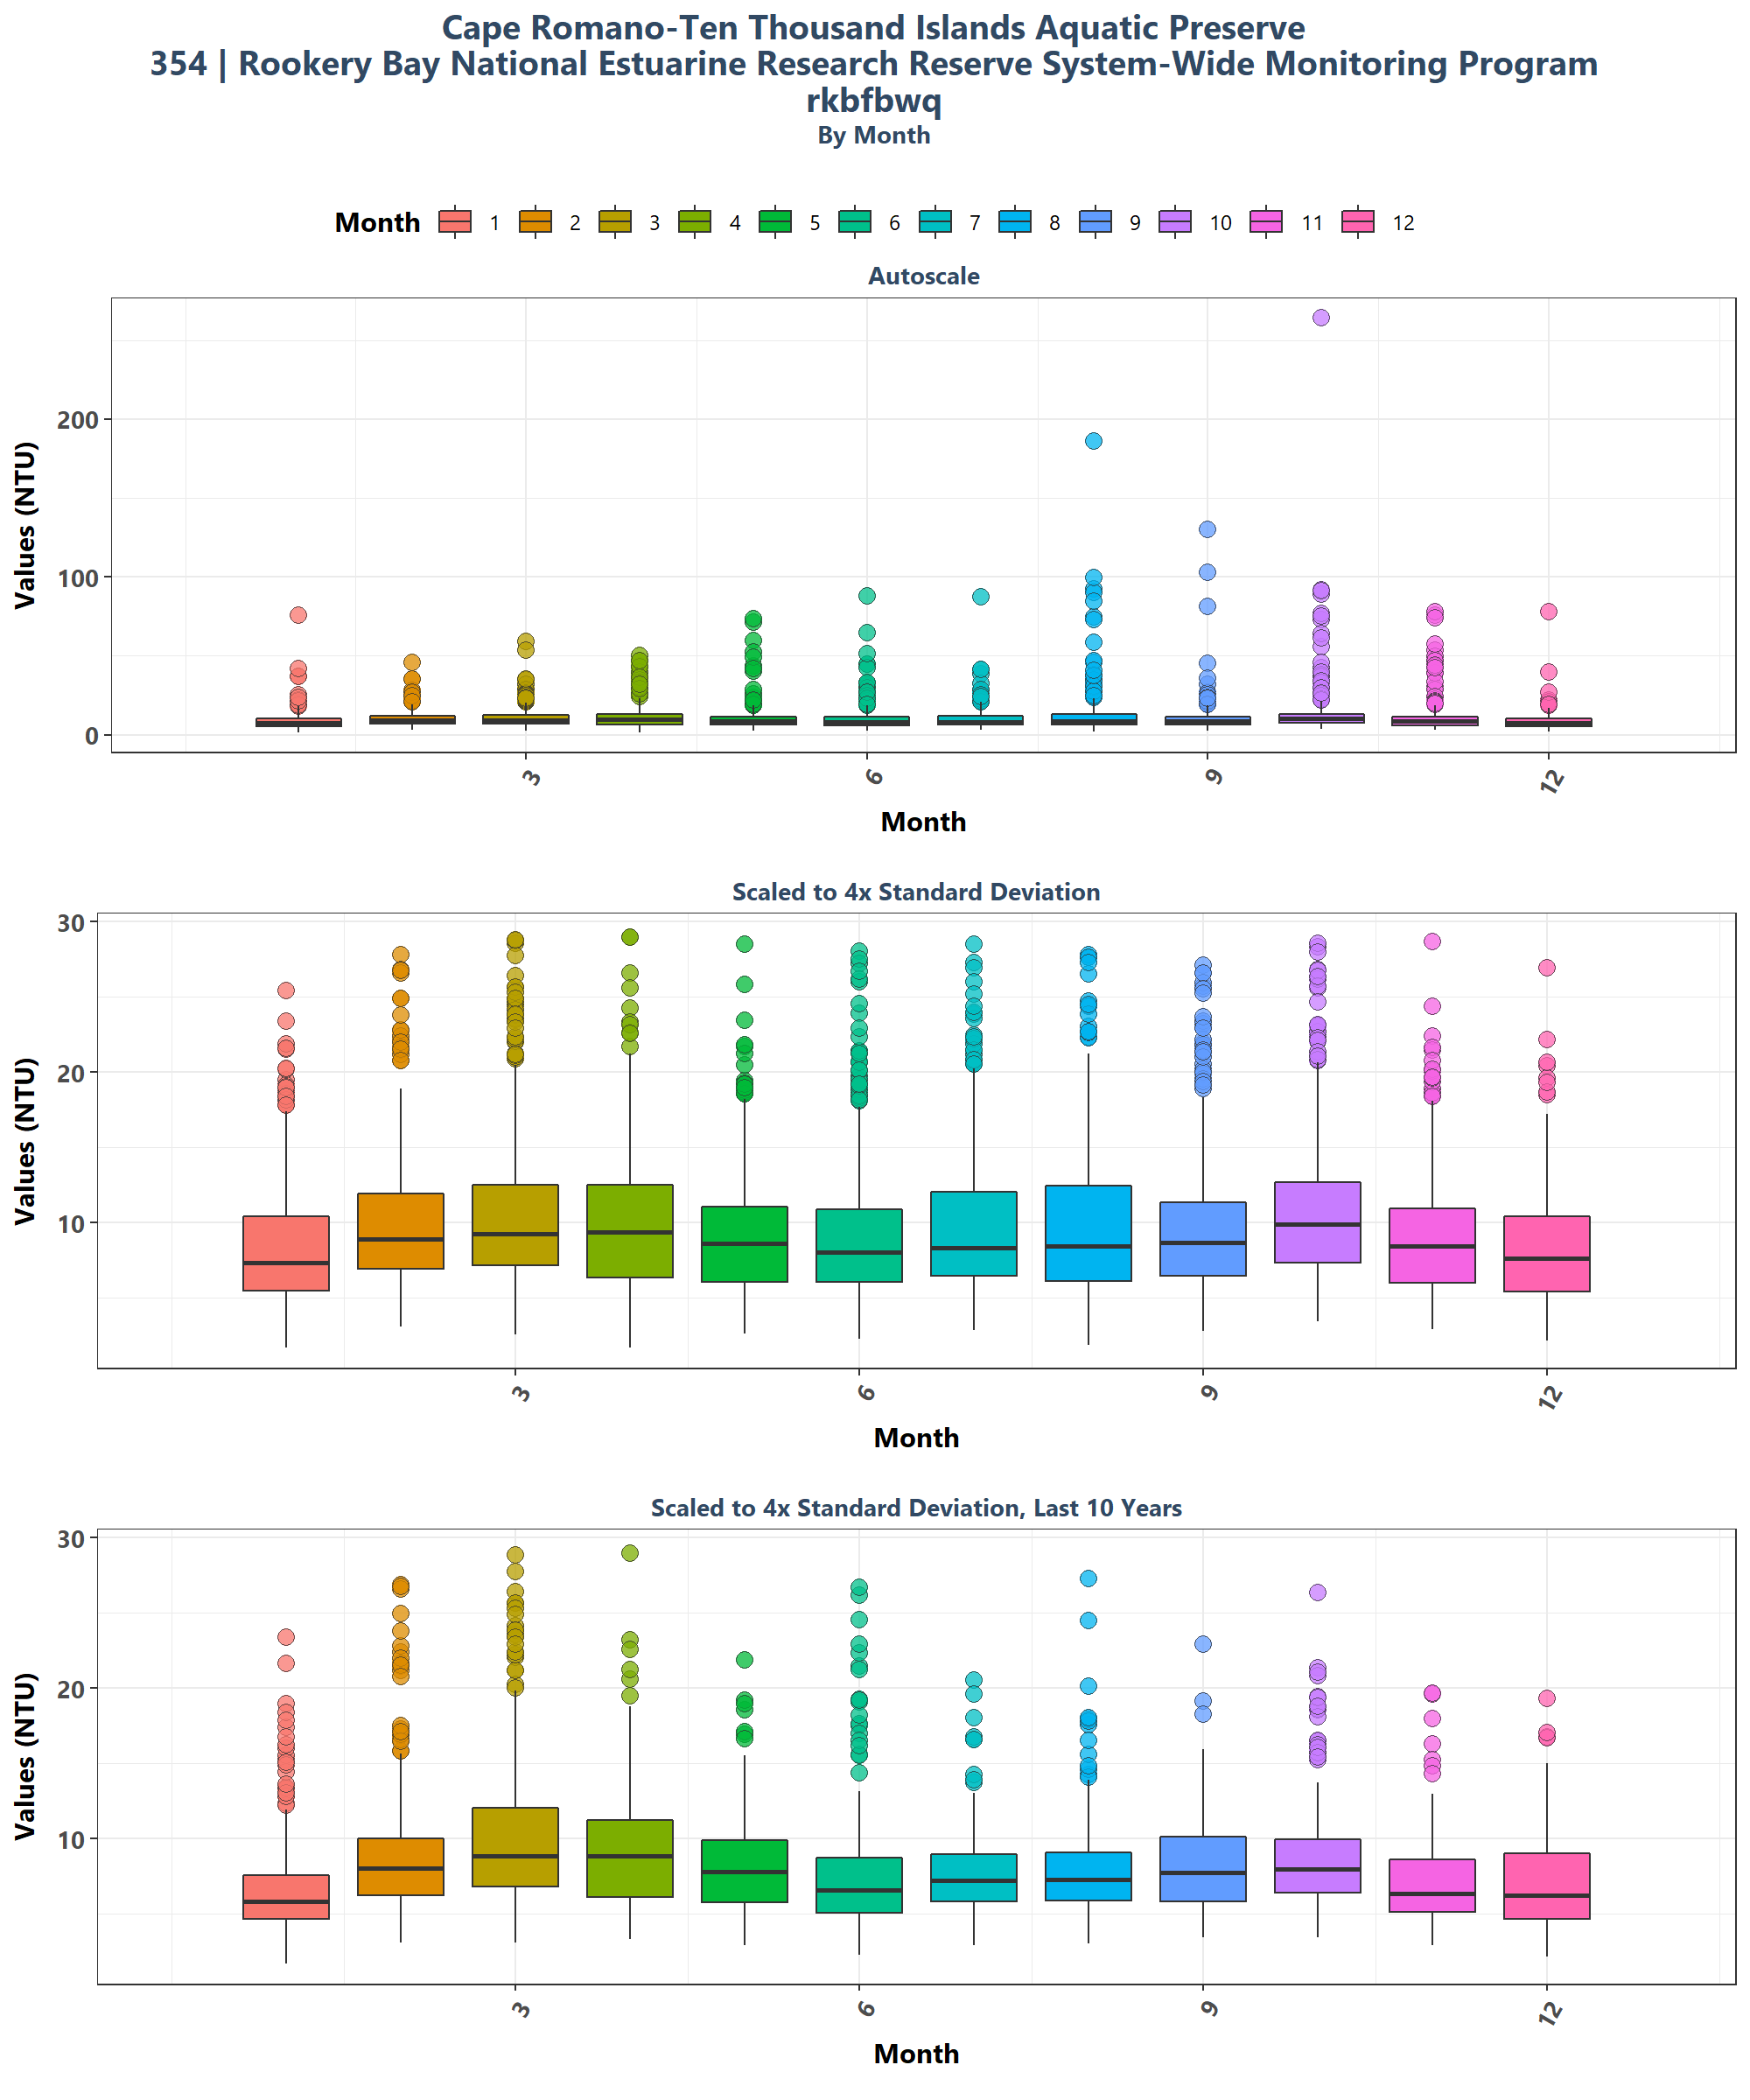 Cape Romano-Ten Thousand Islands Aquatic Preserve
354 | Rookery Bay National Estuarine Research Reserve System-Wide Monitoring Program
rkbfbwq
By Month
Month 1 2 3 4 5 6 7 8 9 10 11 12
Autoscale
Values (NTU)
200
100
0
3 6 9 12
Month
Scaled to 4x Standard Deviation
Values (NTU)
30
20
10
3 6 9 12
Month
Scaled to 4x Standard Deviation, Last 10 Years
Values (NTU)
30
20
10
3 6 9 12
Month